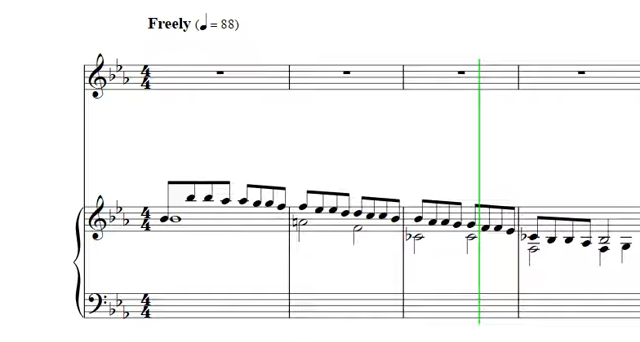 Freely (♩ = 88)